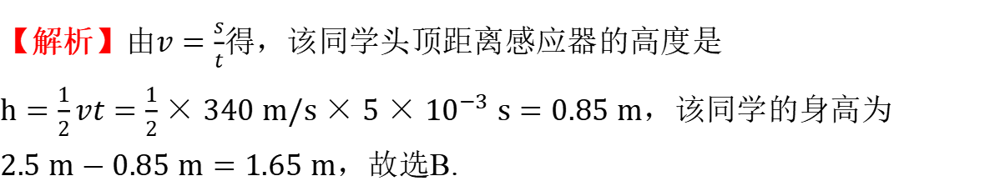 【解析】由v = s/t得，该同学头顶距离感应器的高度是
h = 1/2 vt = 1/2 × 340 m/s × 5 × 10⁻³ s = 0.85 m，该同学的身高为
2.5 m − 0.85 m = 1.65 m，故选B.